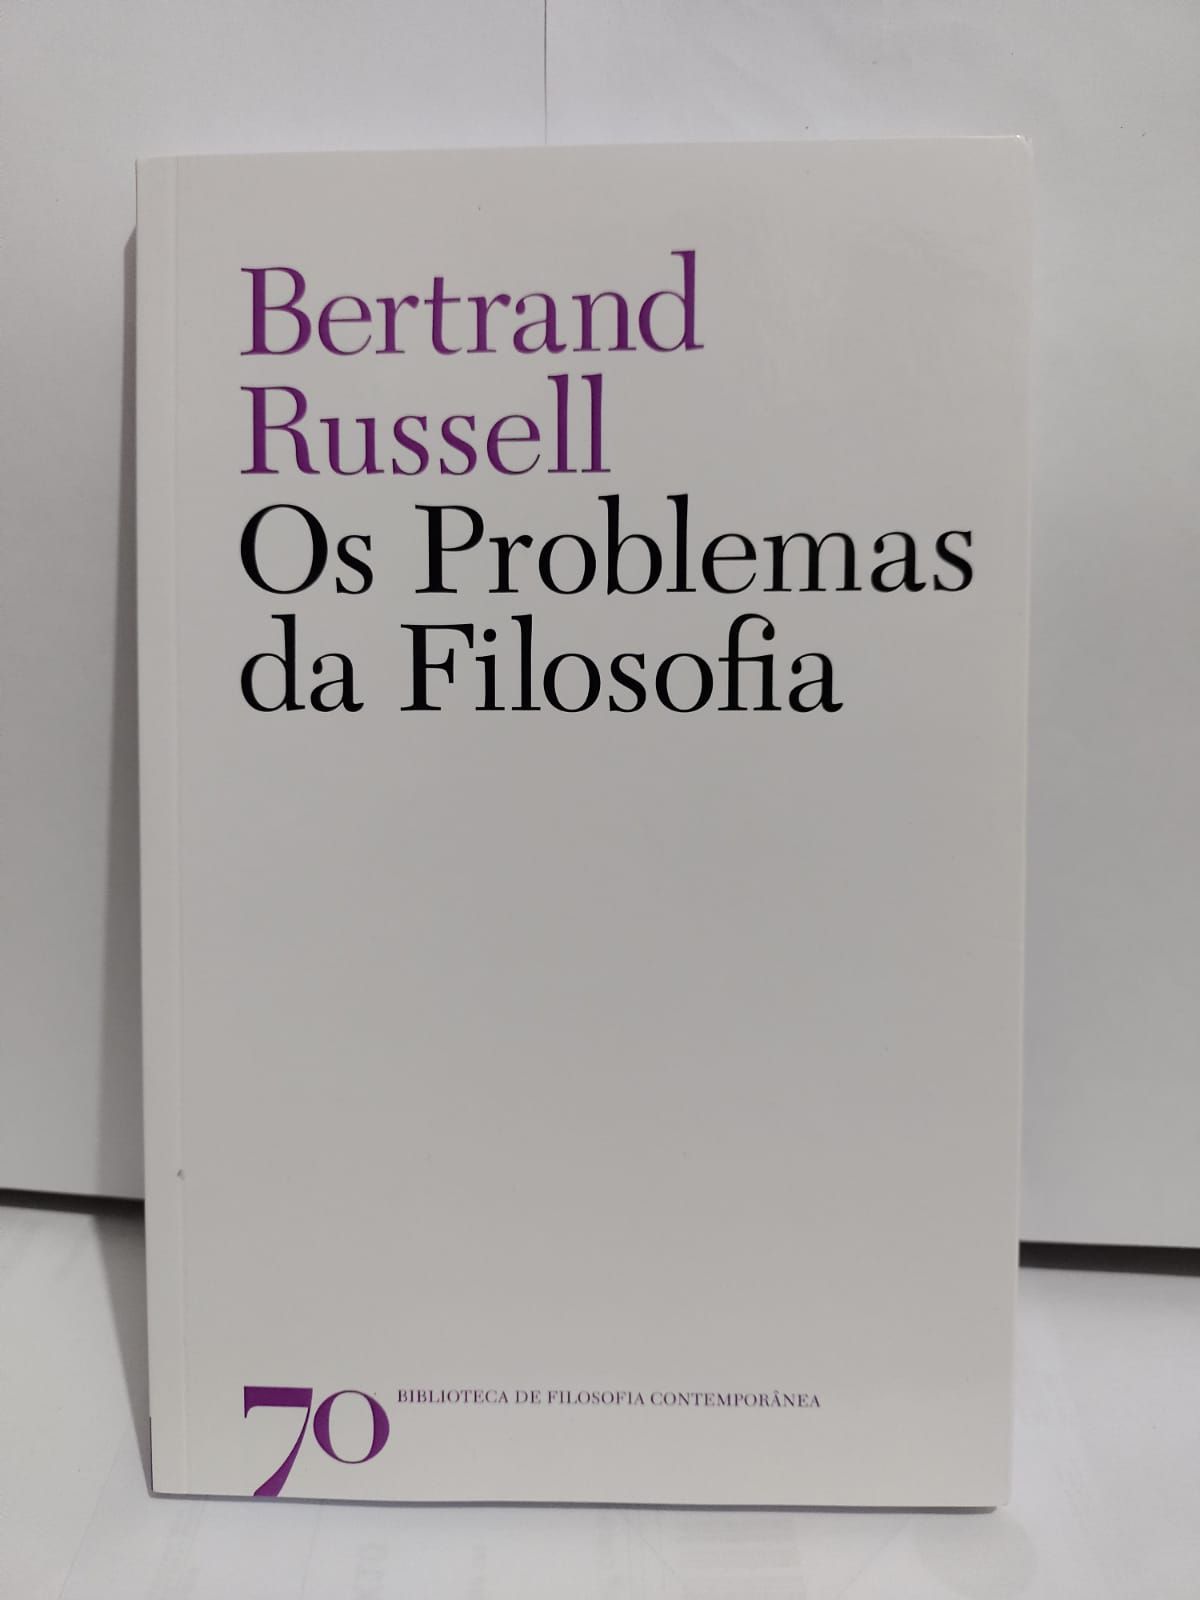 Bertrand
Russell
Os Problemas
da Filosofia
70 BIBLIOTECA DE FILOSOFIA CONTEMPORÂNEA